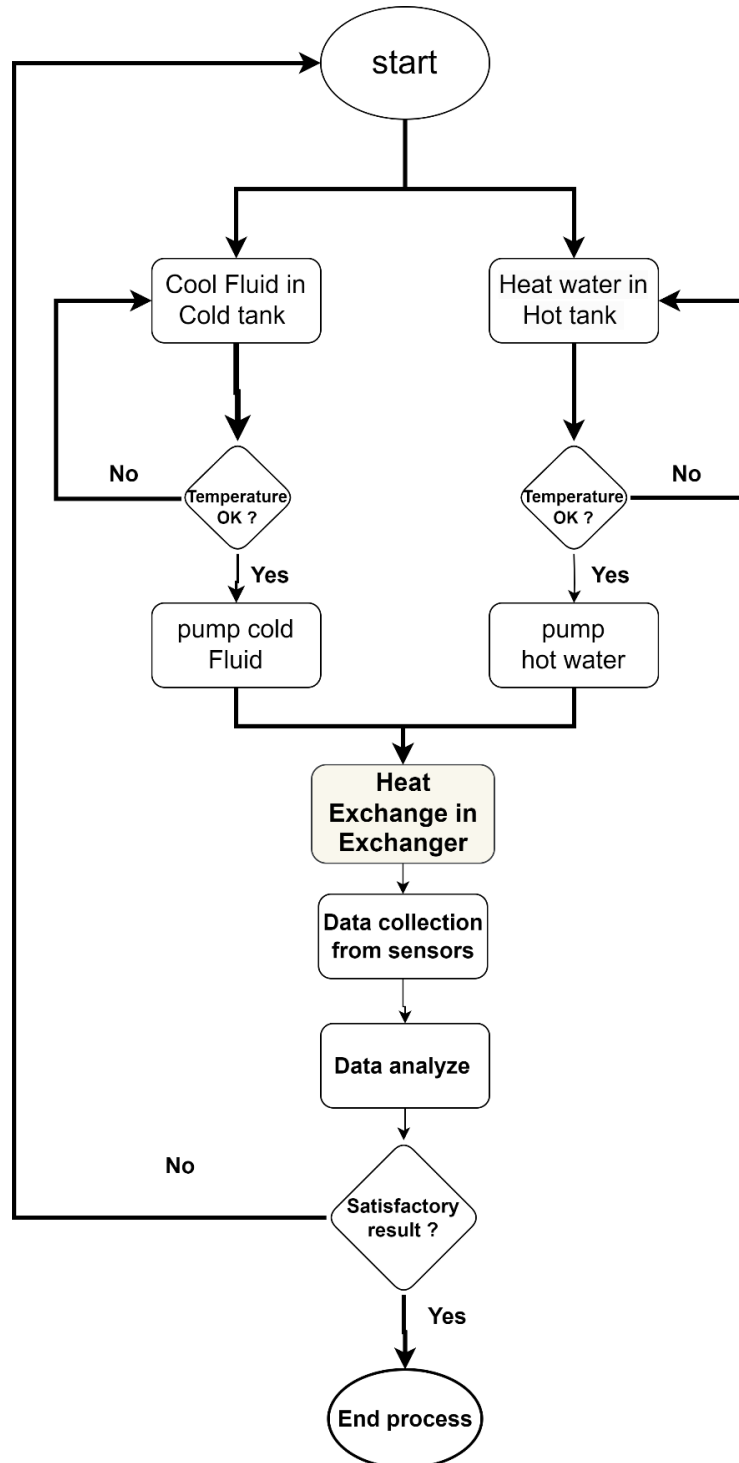 start
Cool Fluid in
Cold tank
Heat water in
Hot tank
No
Temperature
OK ?
Temperature
OK ?
No
Yes
Yes
pump cold
Fluid
pump
hot water
Heat
Exchange in
Exchanger
Data collection
from sensors
Data analyze
No
Satisfactory
result ?
Yes
End process